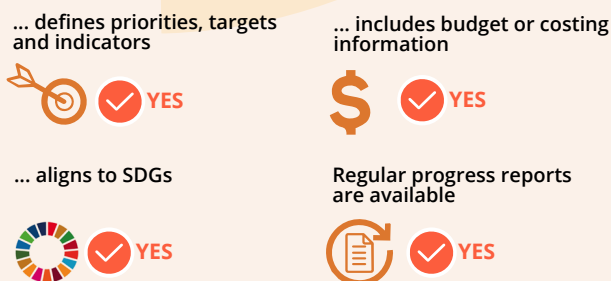 ... defines priorities, targets
and indicators
YES
... includes budget or costing
information
$
YES
... aligns to SDGs
YES
Regular progress reports
are available
YES